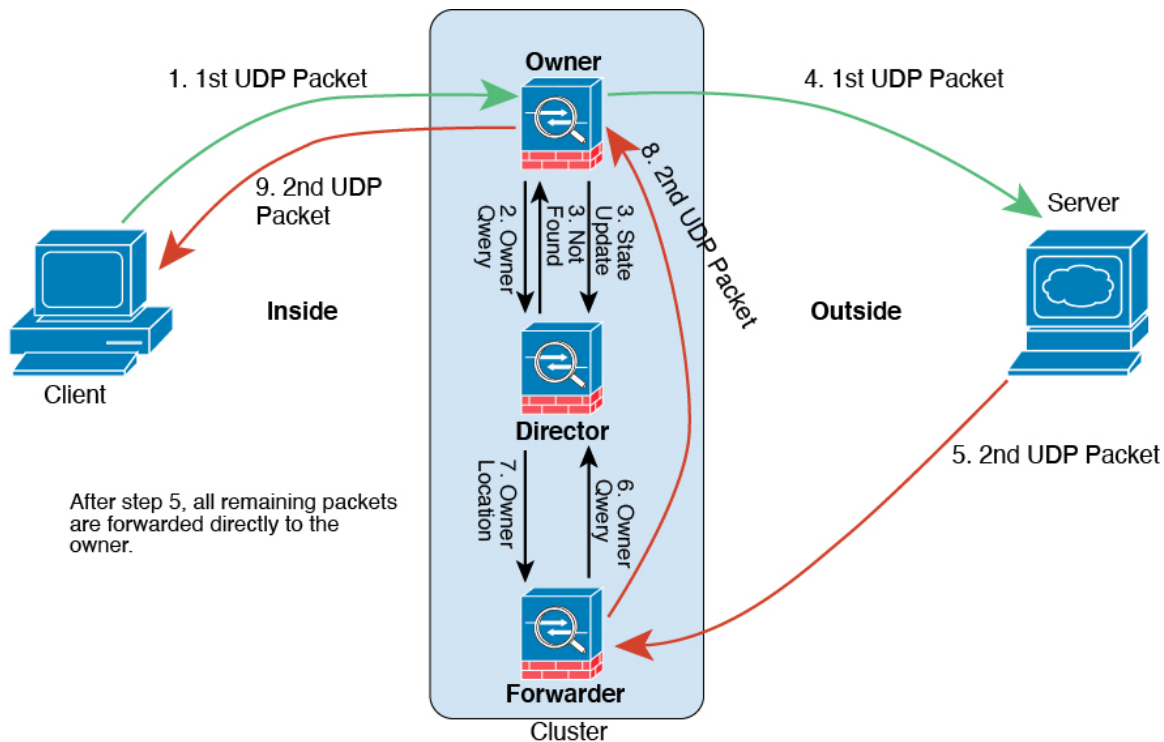 Owner
1. 1st UDP Packet
4. 1st UDP Packet
9. 2nd UDP
Packet
2. Owner
Qwery
3. Not
Found
3. State
Update
8. 2nd UDP Packet
Server
Inside
Outside
Client
Director
5. 2nd UDP Packet
7. Owner
Location
6. Owner
Qwery
After step 5, all remaining packets
are forwarded directly to the
owner.
Forwarder
Cluster